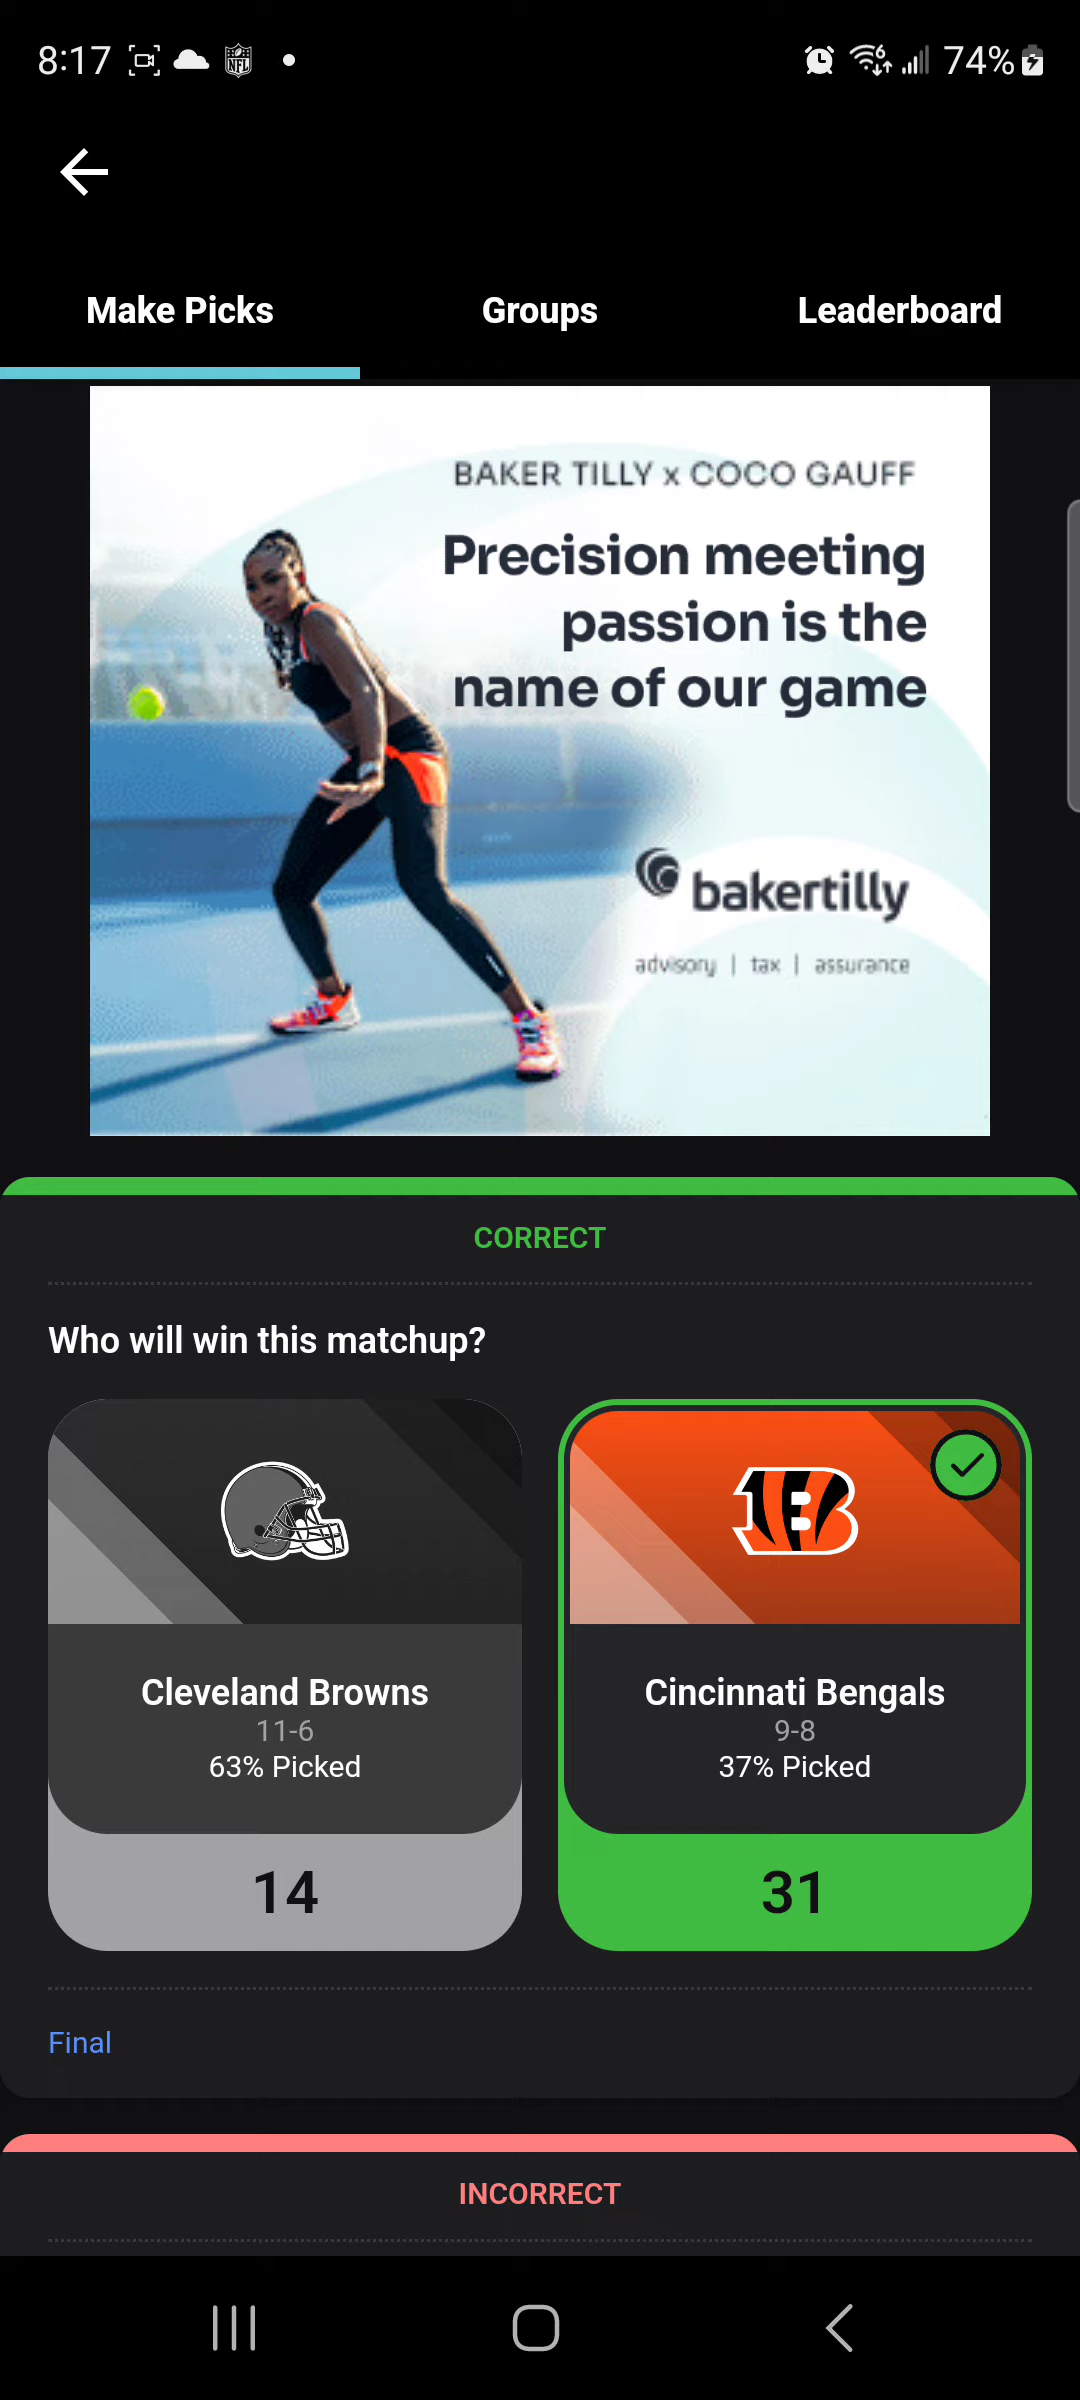 8:17
NFL
6
74%
Make Picks
Groups
Leaderboard
BAKER TILLY x COCO GAUFF
Precision meeting
passion is the
name of our game
bakertilly
advisory | tax | assurance
CORRECT
Who will win this matchup?
B
Cleveland Browns
11-6
63% Picked
14
Cincinnati Bengals
9-8
37% Picked
31
Final
INCORRECT